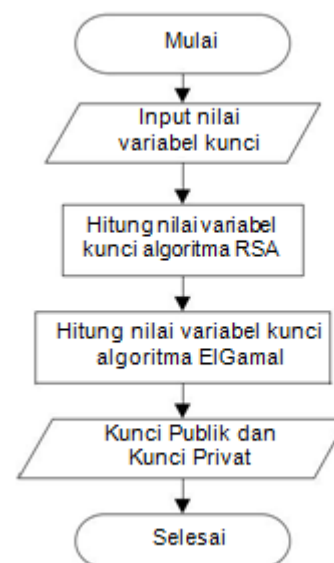 Mulai
Input nilai
variabel kunci
Hitung nilai variabel
kunci algoritma RSA
Hitung nilai variabel kunci
algoritma ElGamal
Kunci Publik dan
Kunci Privat
Selesai